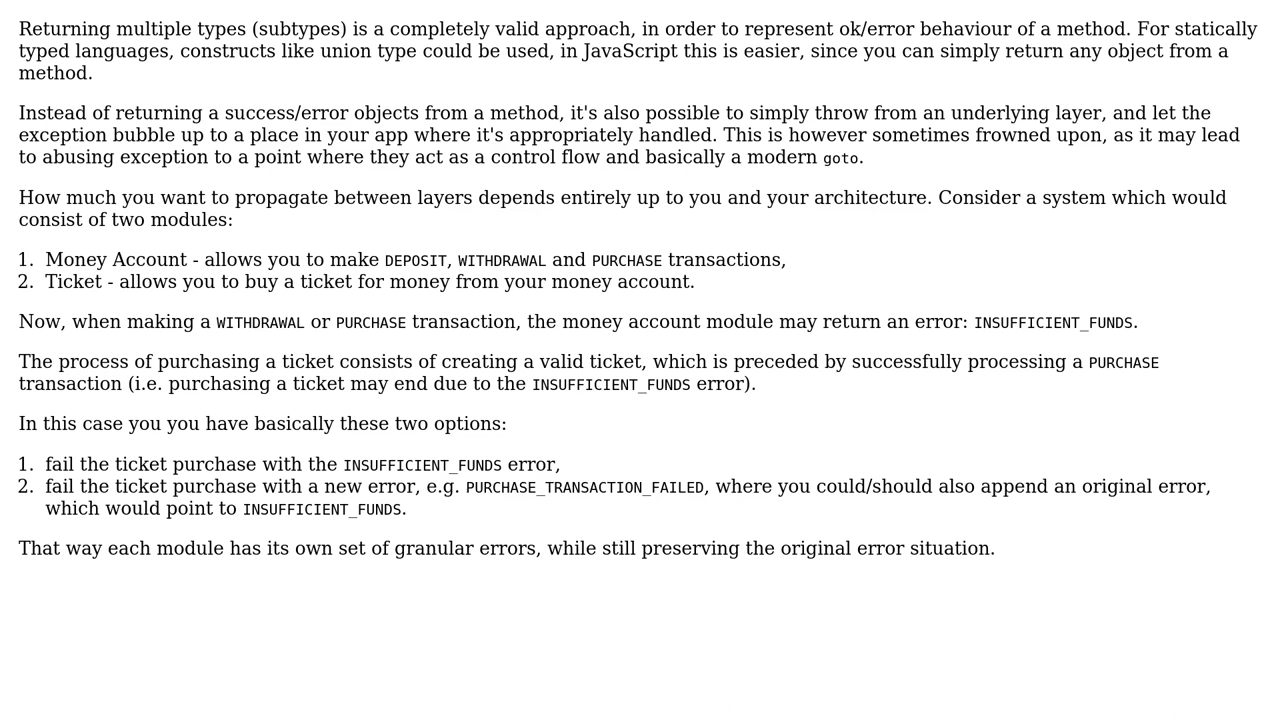 Returning multiple types (subtypes) is a completely valid approach, in order to represent ok/error behaviour of a method. For statically
typed languages, constructs like union type could be used, in JavaScript this is easier, since you can simply return any object from a
method.
Instead of returning a success/error objects from a method, it's also possible to simply throw from an underlying layer, and let the
exception bubble up to a place in your app where it's appropriately handled. This is however sometimes frowned upon, as it may lead
to abusing exception to a point where they act as a control flow and basically a modern goto.
How much you want to propagate between layers depends entirely up to you and your architecture. Consider a system which would
consist of two modules:
1. Money Account - allows you to make DEPOSIT, WITHDRAWAL and PURCHASE transactions,
2. Ticket - allows you to buy a ticket for money from your money account.
Now, when making a WITHDRAWAL or PURCHASE transaction, the money account module may return an error: INSUFFICIENT_FUNDS.
The process of purchasing a ticket consists of creating a valid ticket, which is preceded by successfully processing a PURCHASE
transaction (i.e. purchasing a ticket may end due to the INSUFFICIENT_FUNDS error).
In this case you you have basically these two options:
1. fail the ticket purchase with the INSUFFICIENT_FUNDS error,
2. fail the ticket purchase with a new error, e.g. PURCHASE_TRANSACTION_FAILED, where you could/should also append an original error,
which would point to INSUFFICIENT_FUNDS.
That way each module has its own set of granular errors, while still preserving the original error situation.